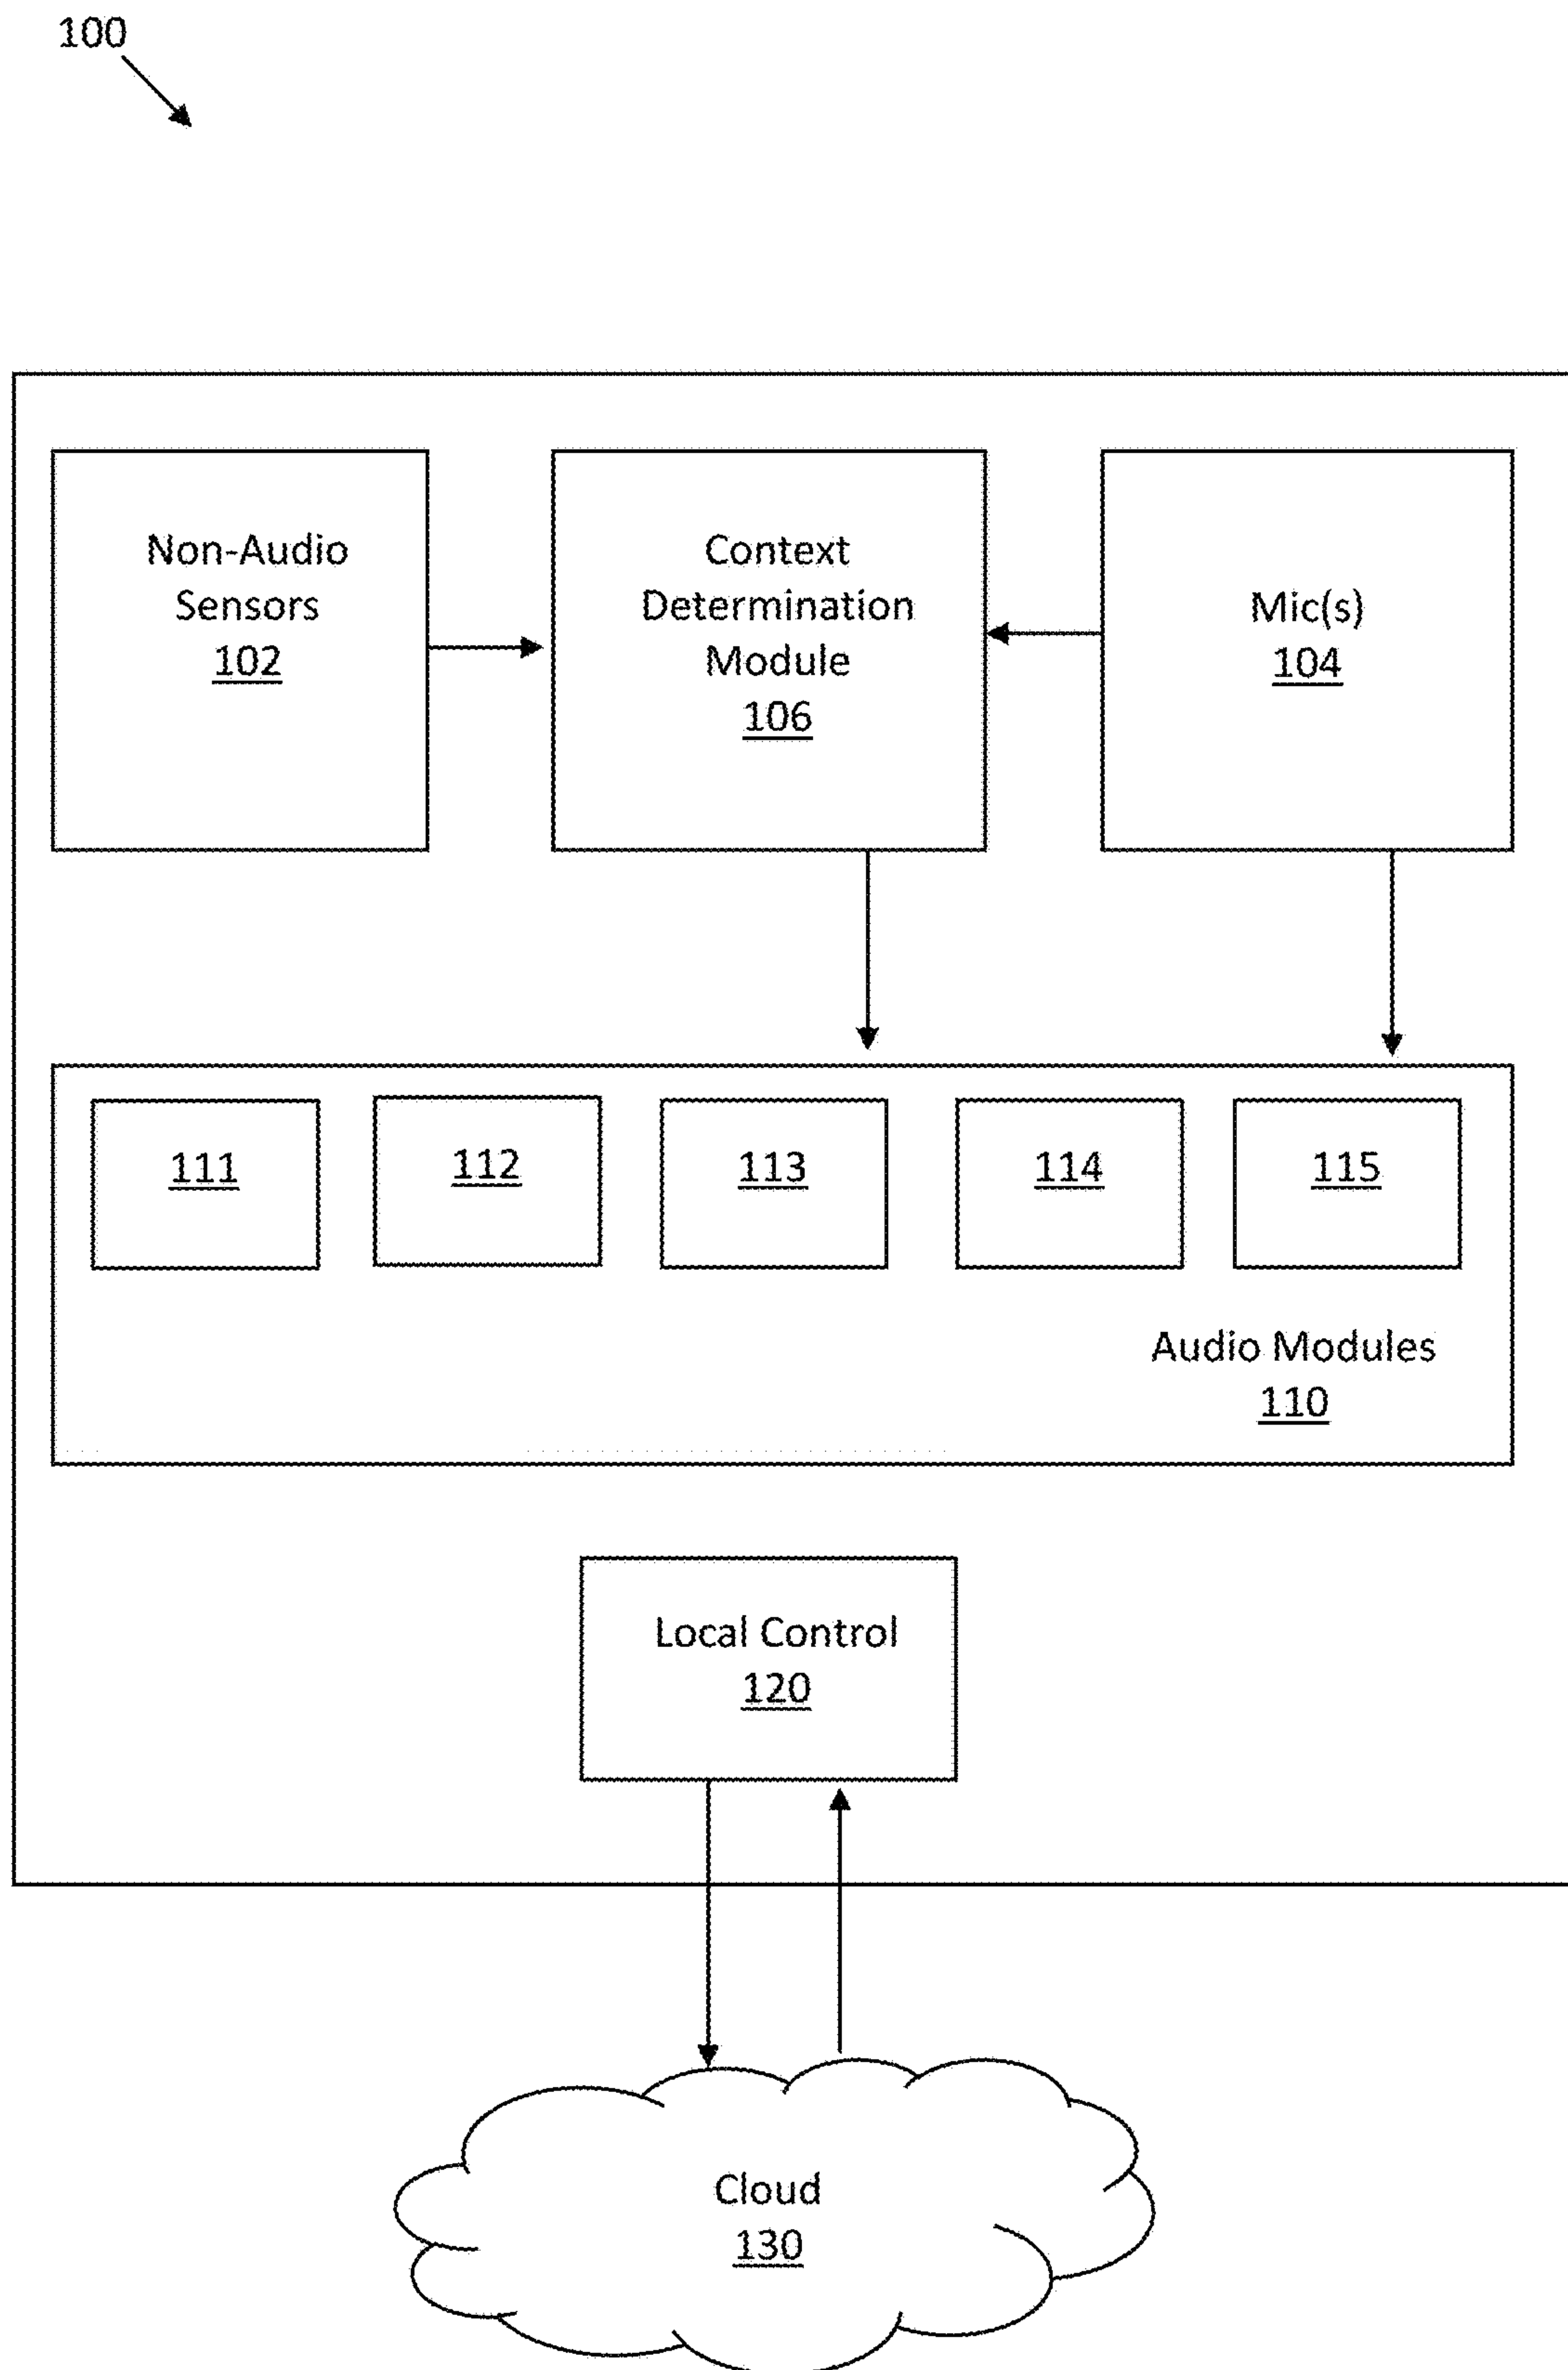 100
Non-Audio
Sensors
102
Context
Determination
Module
106
Mic(s)
104
111
112
113
114
115
Audio Modules
110
Local Control
120
Cloud
130